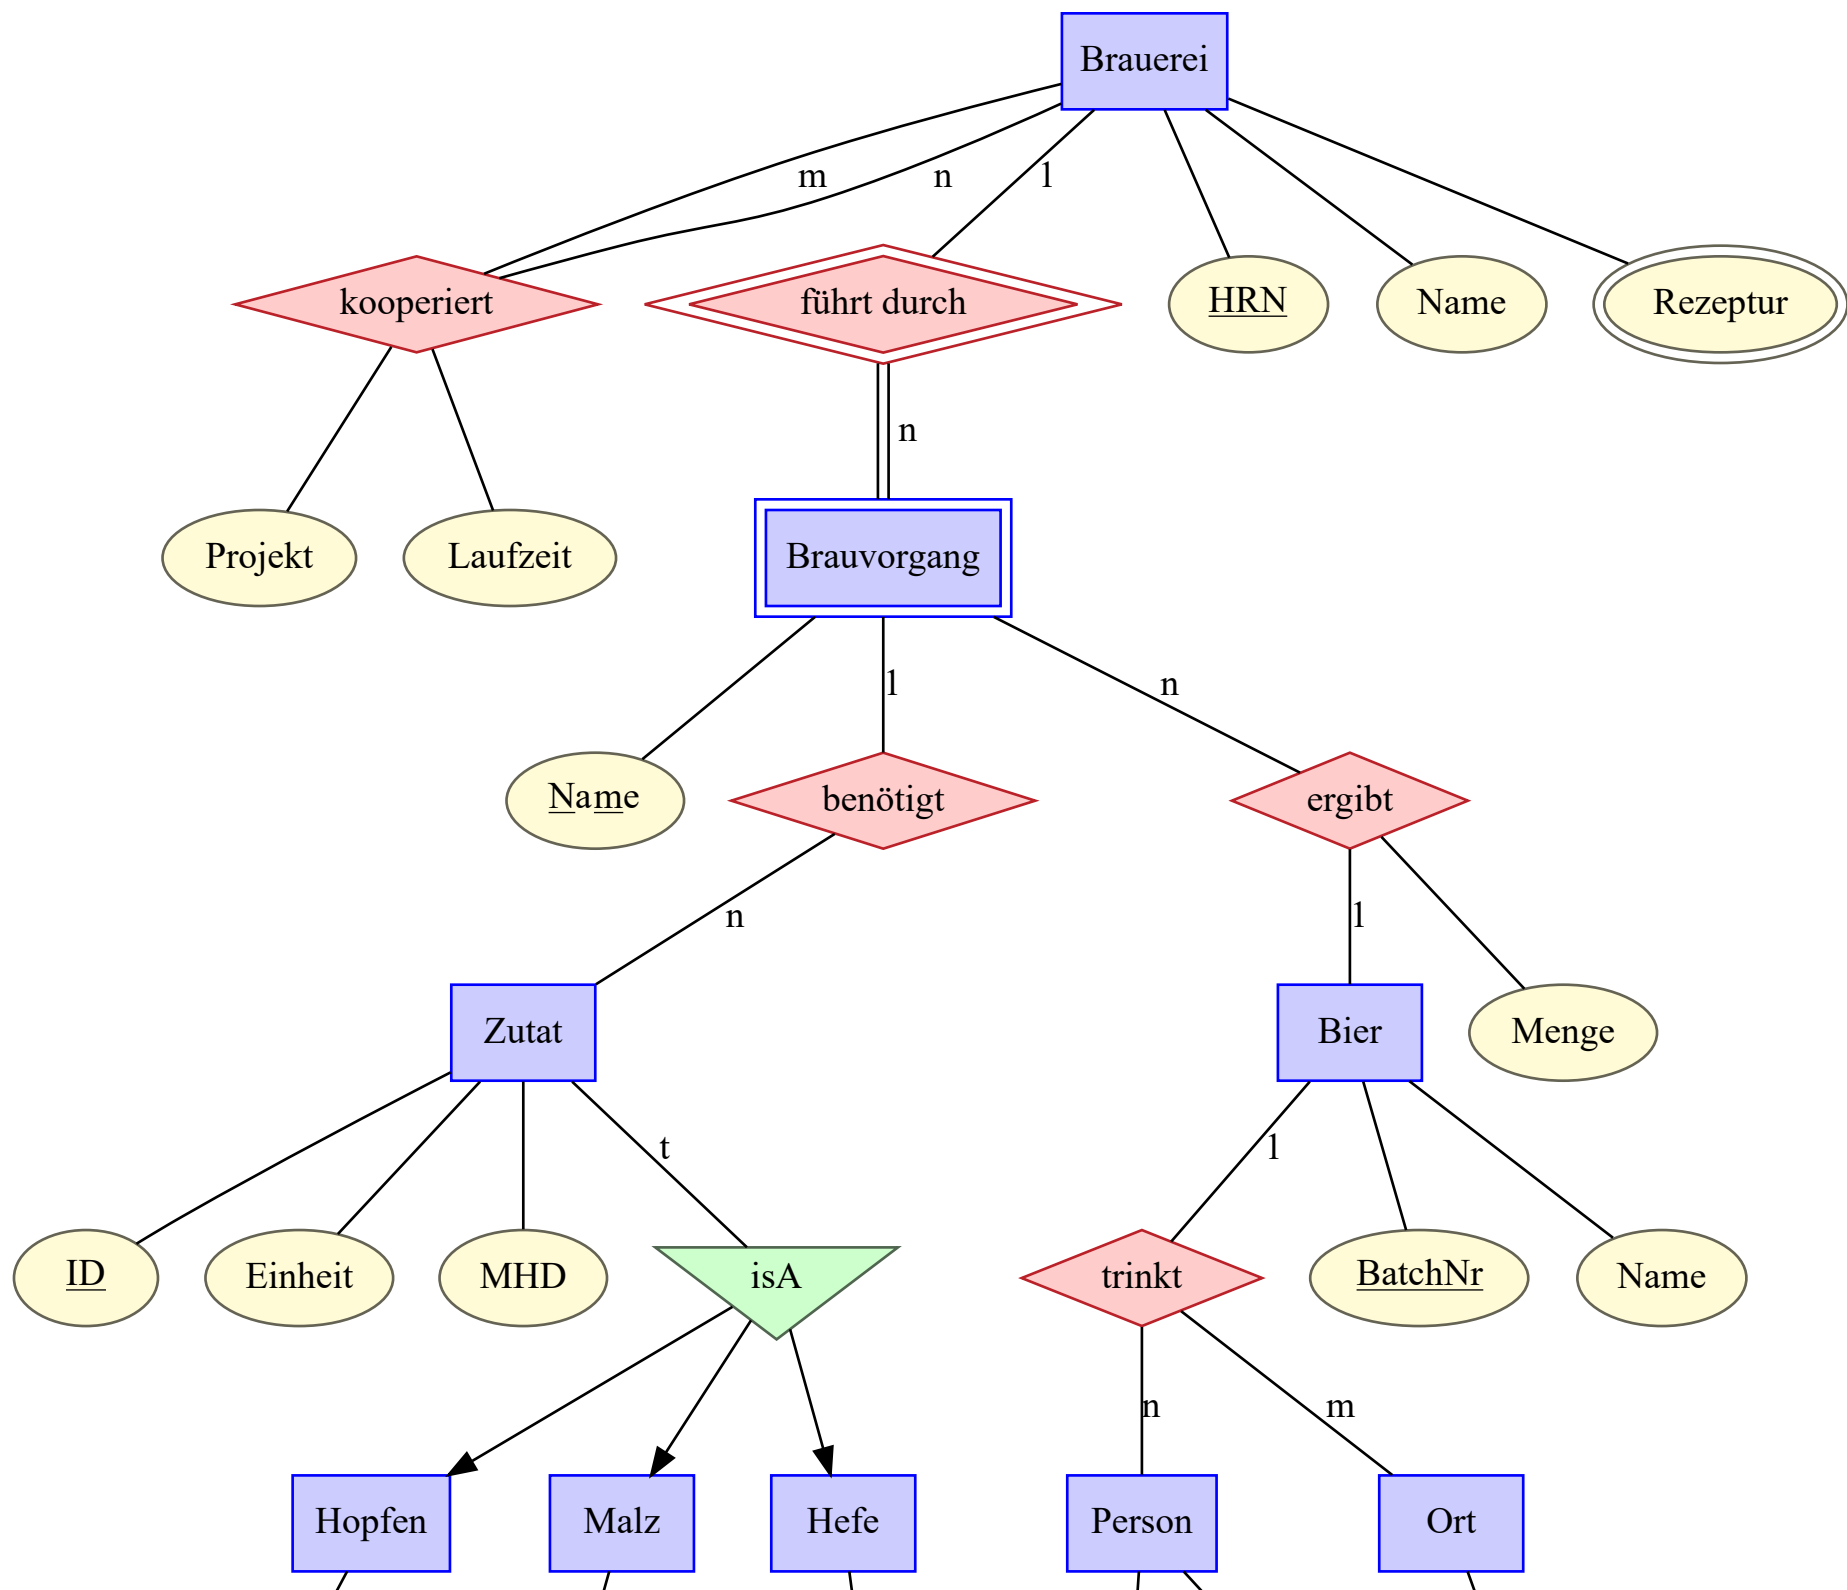 Brauerei
m
n
1
kooperiert
führt durch
HRN
Name
Rezeptur
n
Projekt
Laufzeit
Brauvorgang
1
n
Name
benötigt
ergibt
n
1
Zutat
Bier
Menge
t
1
ID
Einheit
MHD
isA
trinkt
BatchNr
Name
n
m
Hopfen
Malz
Hefe
Person
Ort